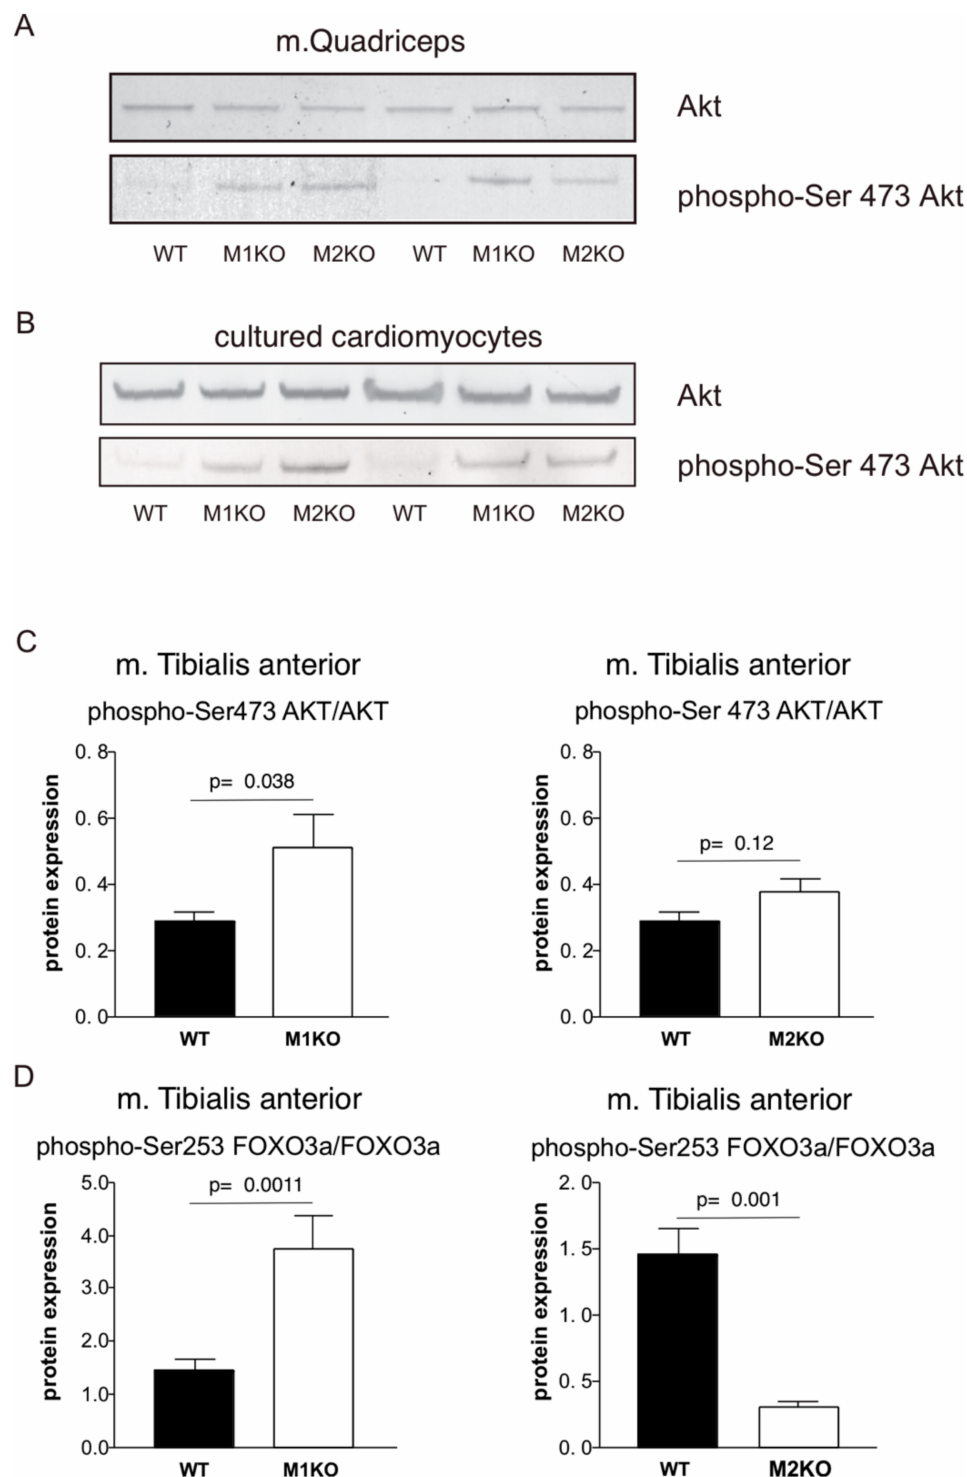 A
m.Quadriceps
Akt
phospho-Ser 473 Akt
WT M1KO M2KO WT M1KO M2KO
B
cultured cardiomyocytes
Akt
phospho-Ser 473 Akt
WT M1KO M2KO WT M1KO M2KO
C
m. Tibialis anterior
phospho-Ser473 AKT/AKT
protein expression
0. 8
0. 6
0. 4
0. 2
0. 0
p= 0.038
WT M1KO
m. Tibialis anterior
phospho-Ser 473 AKT/AKT
protein expression
0. 8
0. 6
0. 4
0. 2
0. 0
p= 0.12
WT M2KO
D
m. Tibialis anterior
phospho-Ser253 FOXO3a/FOXO3a
protein expression
5.0
4.0
3.0
2.0
1.0
0.0
p= 0.0011
WT M1KO
m. Tibialis anterior
phospho-Ser253 FOXO3a/FOXO3a
protein expression
2. 0
1. 5
1. 0
0. 5
0. 0
p= 0.001
WT M2KO